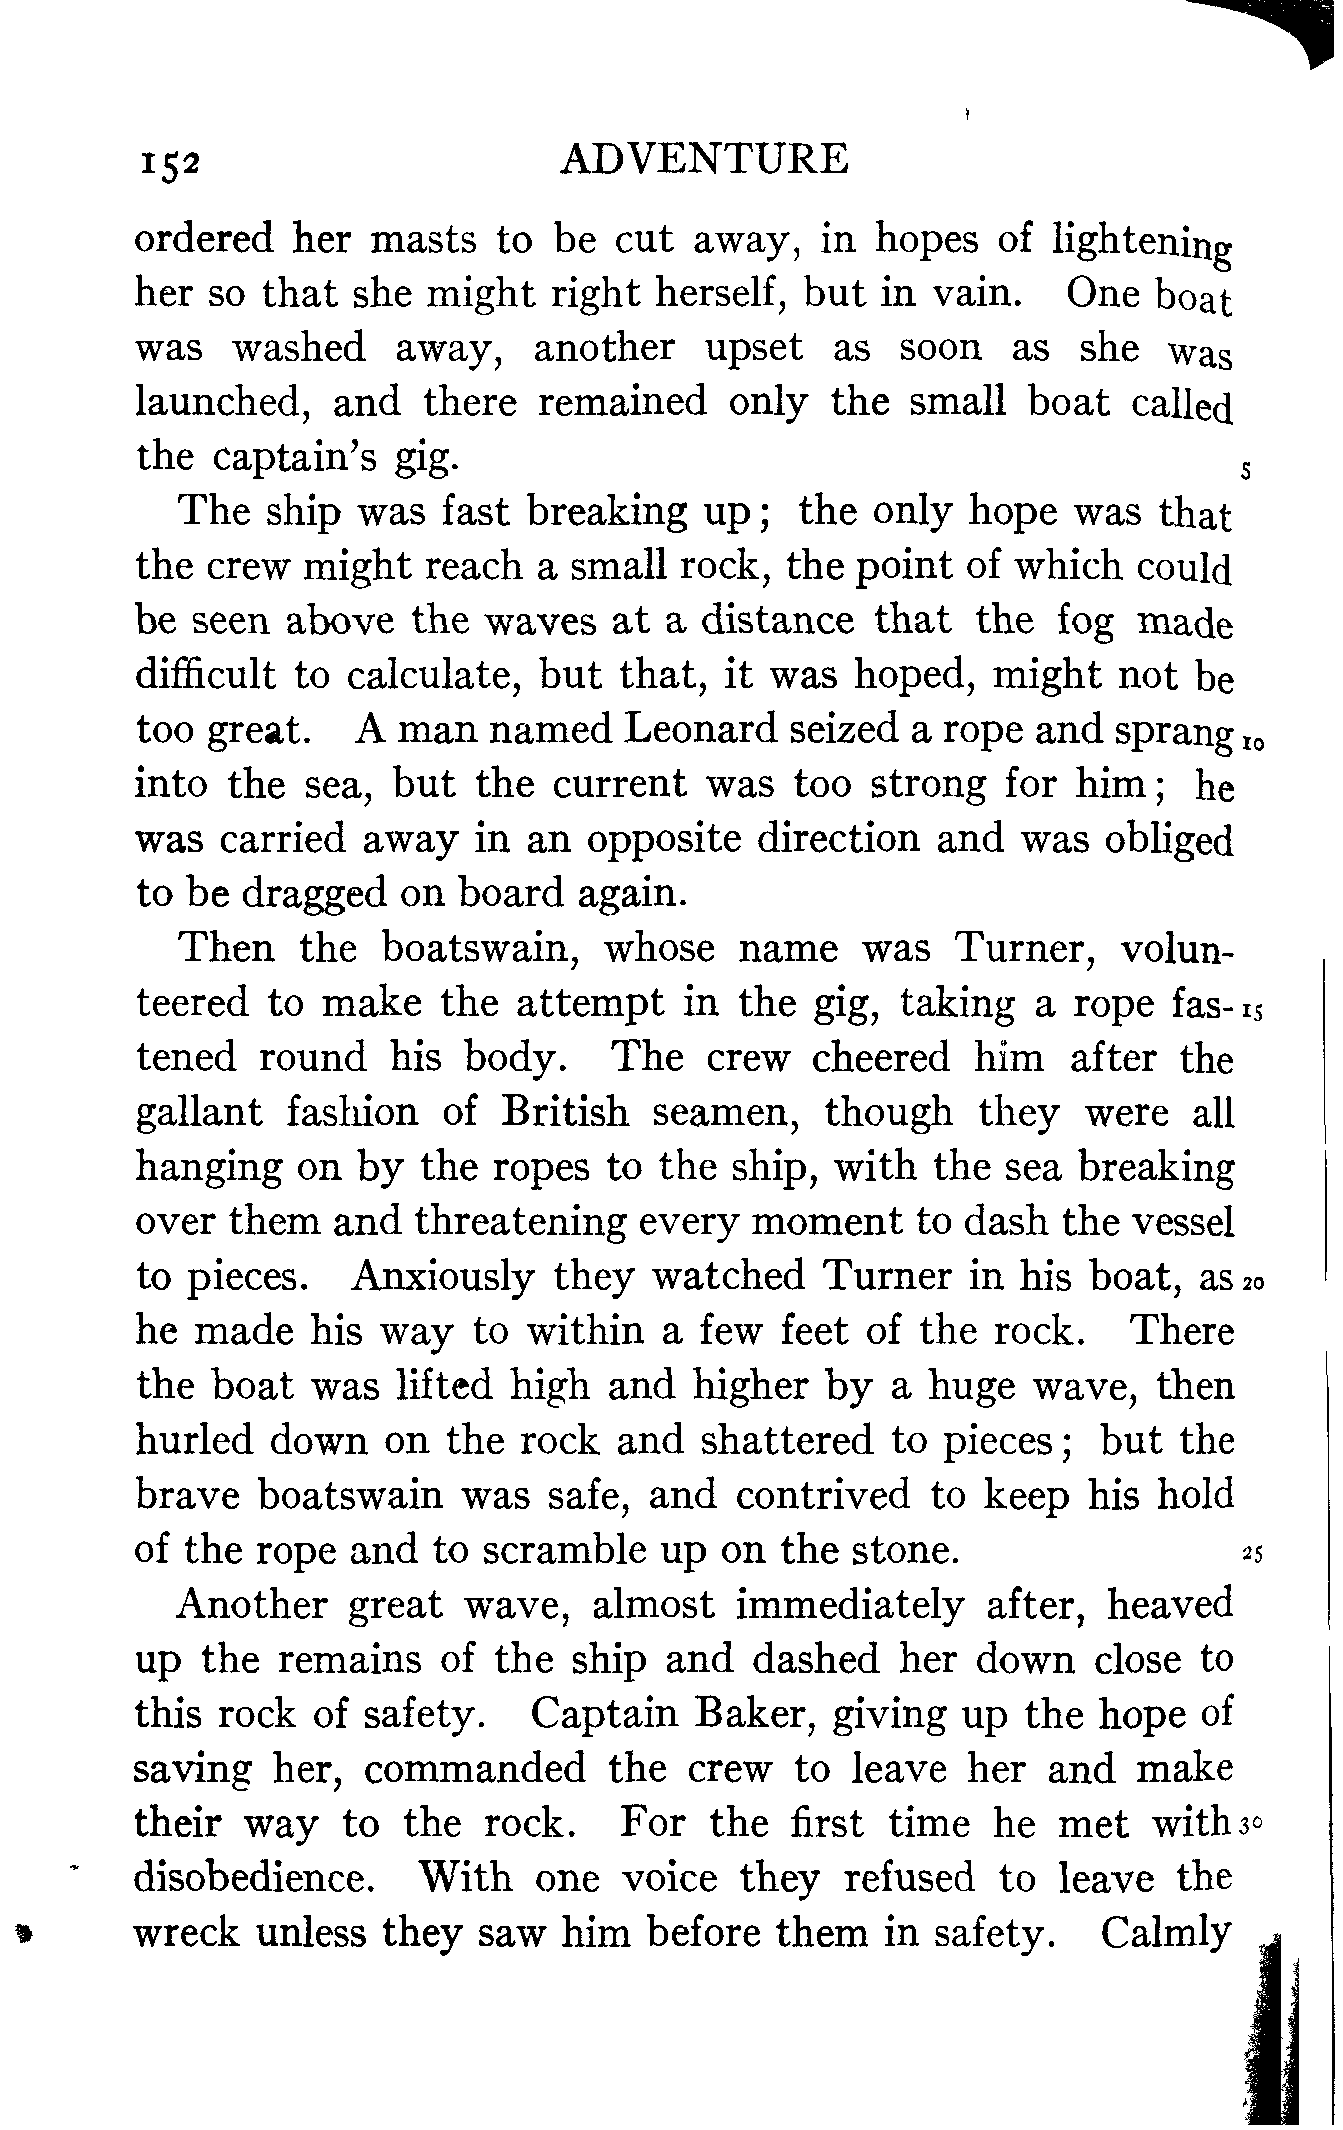 152 ADVENTURE
ordered her masts to be cut away, in hopes of lightening
her so that she might right herself, but in vain. One boat
was washed away, another upset as soon as she was
launched, and there remained only the small boat called
the captain's gig. 5
The ship was fast breaking up; the only hope was that
the crew might reach a small rock, the point of which could
be seen above the waves at a distance that the fog made
difficult to calculate, but that, it was hoped, might not be
too great. A man named Leonard seized a rope and sprang 10
into the sea, but the current was too strong for him; he
was carried away in an opposite direction and was obliged
to be dragged on board again.
Then the boatswain, whose name was Turner, volun-
teered to make the attempt in the gig, taking a rope fas- 15
tened round his body. The crew cheered him after the
gallant fashion of British seamen, though they were all
hanging on by the ropes to the ship, with the sea breaking
over them and threatening every moment to dash the vessel
to pieces. Anxiously they watched Turner in his boat, as 20
he made his way to within a few feet of the rock. There
the boat was lifted high and higher by a huge wave, then
hurled down on the rock and shattered to pieces; but the
brave boatswain was safe, and contrived to keep his hold
of the rope and to scramble up on the stone. 25
Another great wave, almost immediately after, heaved
up the remains of the ship and dashed her down close to
this rock of safety. Captain Baker, giving up the hope of
saving her, commanded the crew to leave her and make
their way to the rock. For the first time he met with 30
disobedience. With one voice they refused to leave the
wreck unless they saw him before them in safety. Calmly